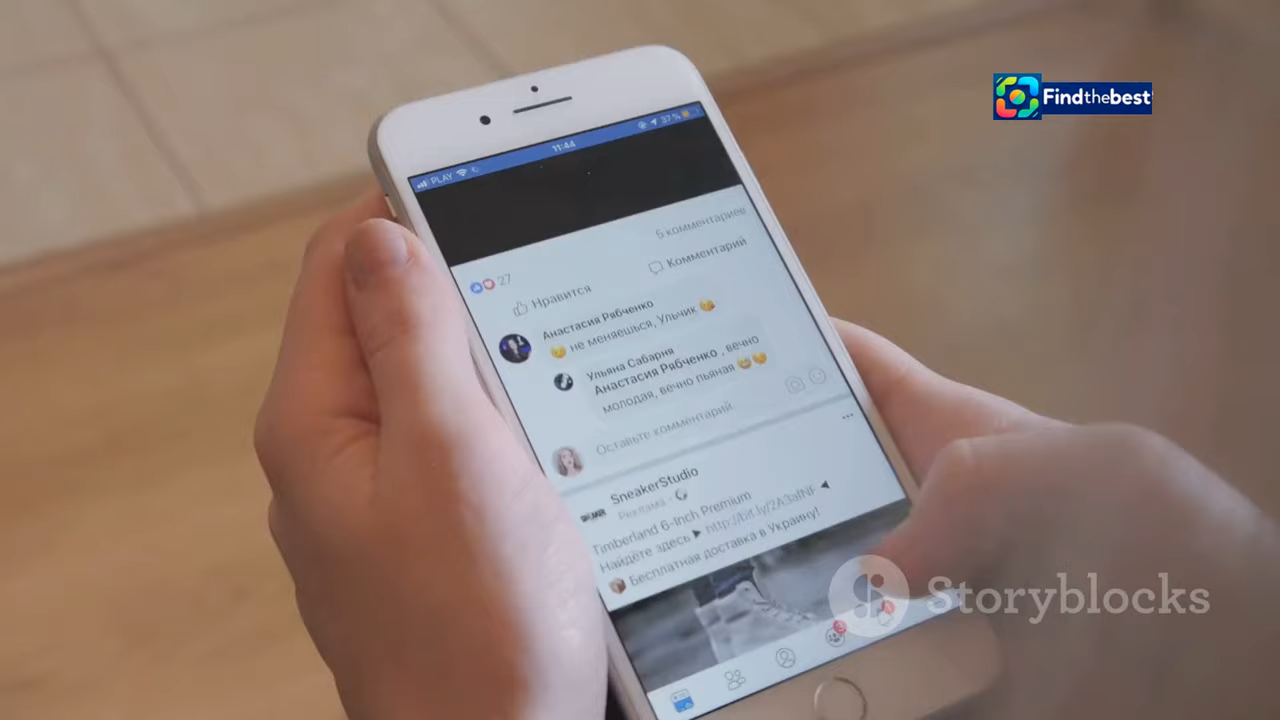 Findthebest
PLAY
11:44
37 %
27
5 комментариев
Нравится
Комментарий
Анастасия Рябченко
не меняешься, Ульчик
Ульяна Сабарня
Анастасия Рябченко , вечно
молодая, вечно пьяная
Оставьте комментарий
SneakerStudio
Реклама ·
Timberland 6-Inch Premium
Найдёте здесь ► http://bit.ly/2A3afNF ◄
Бесплатная доставка в Украину!
Storyblocks